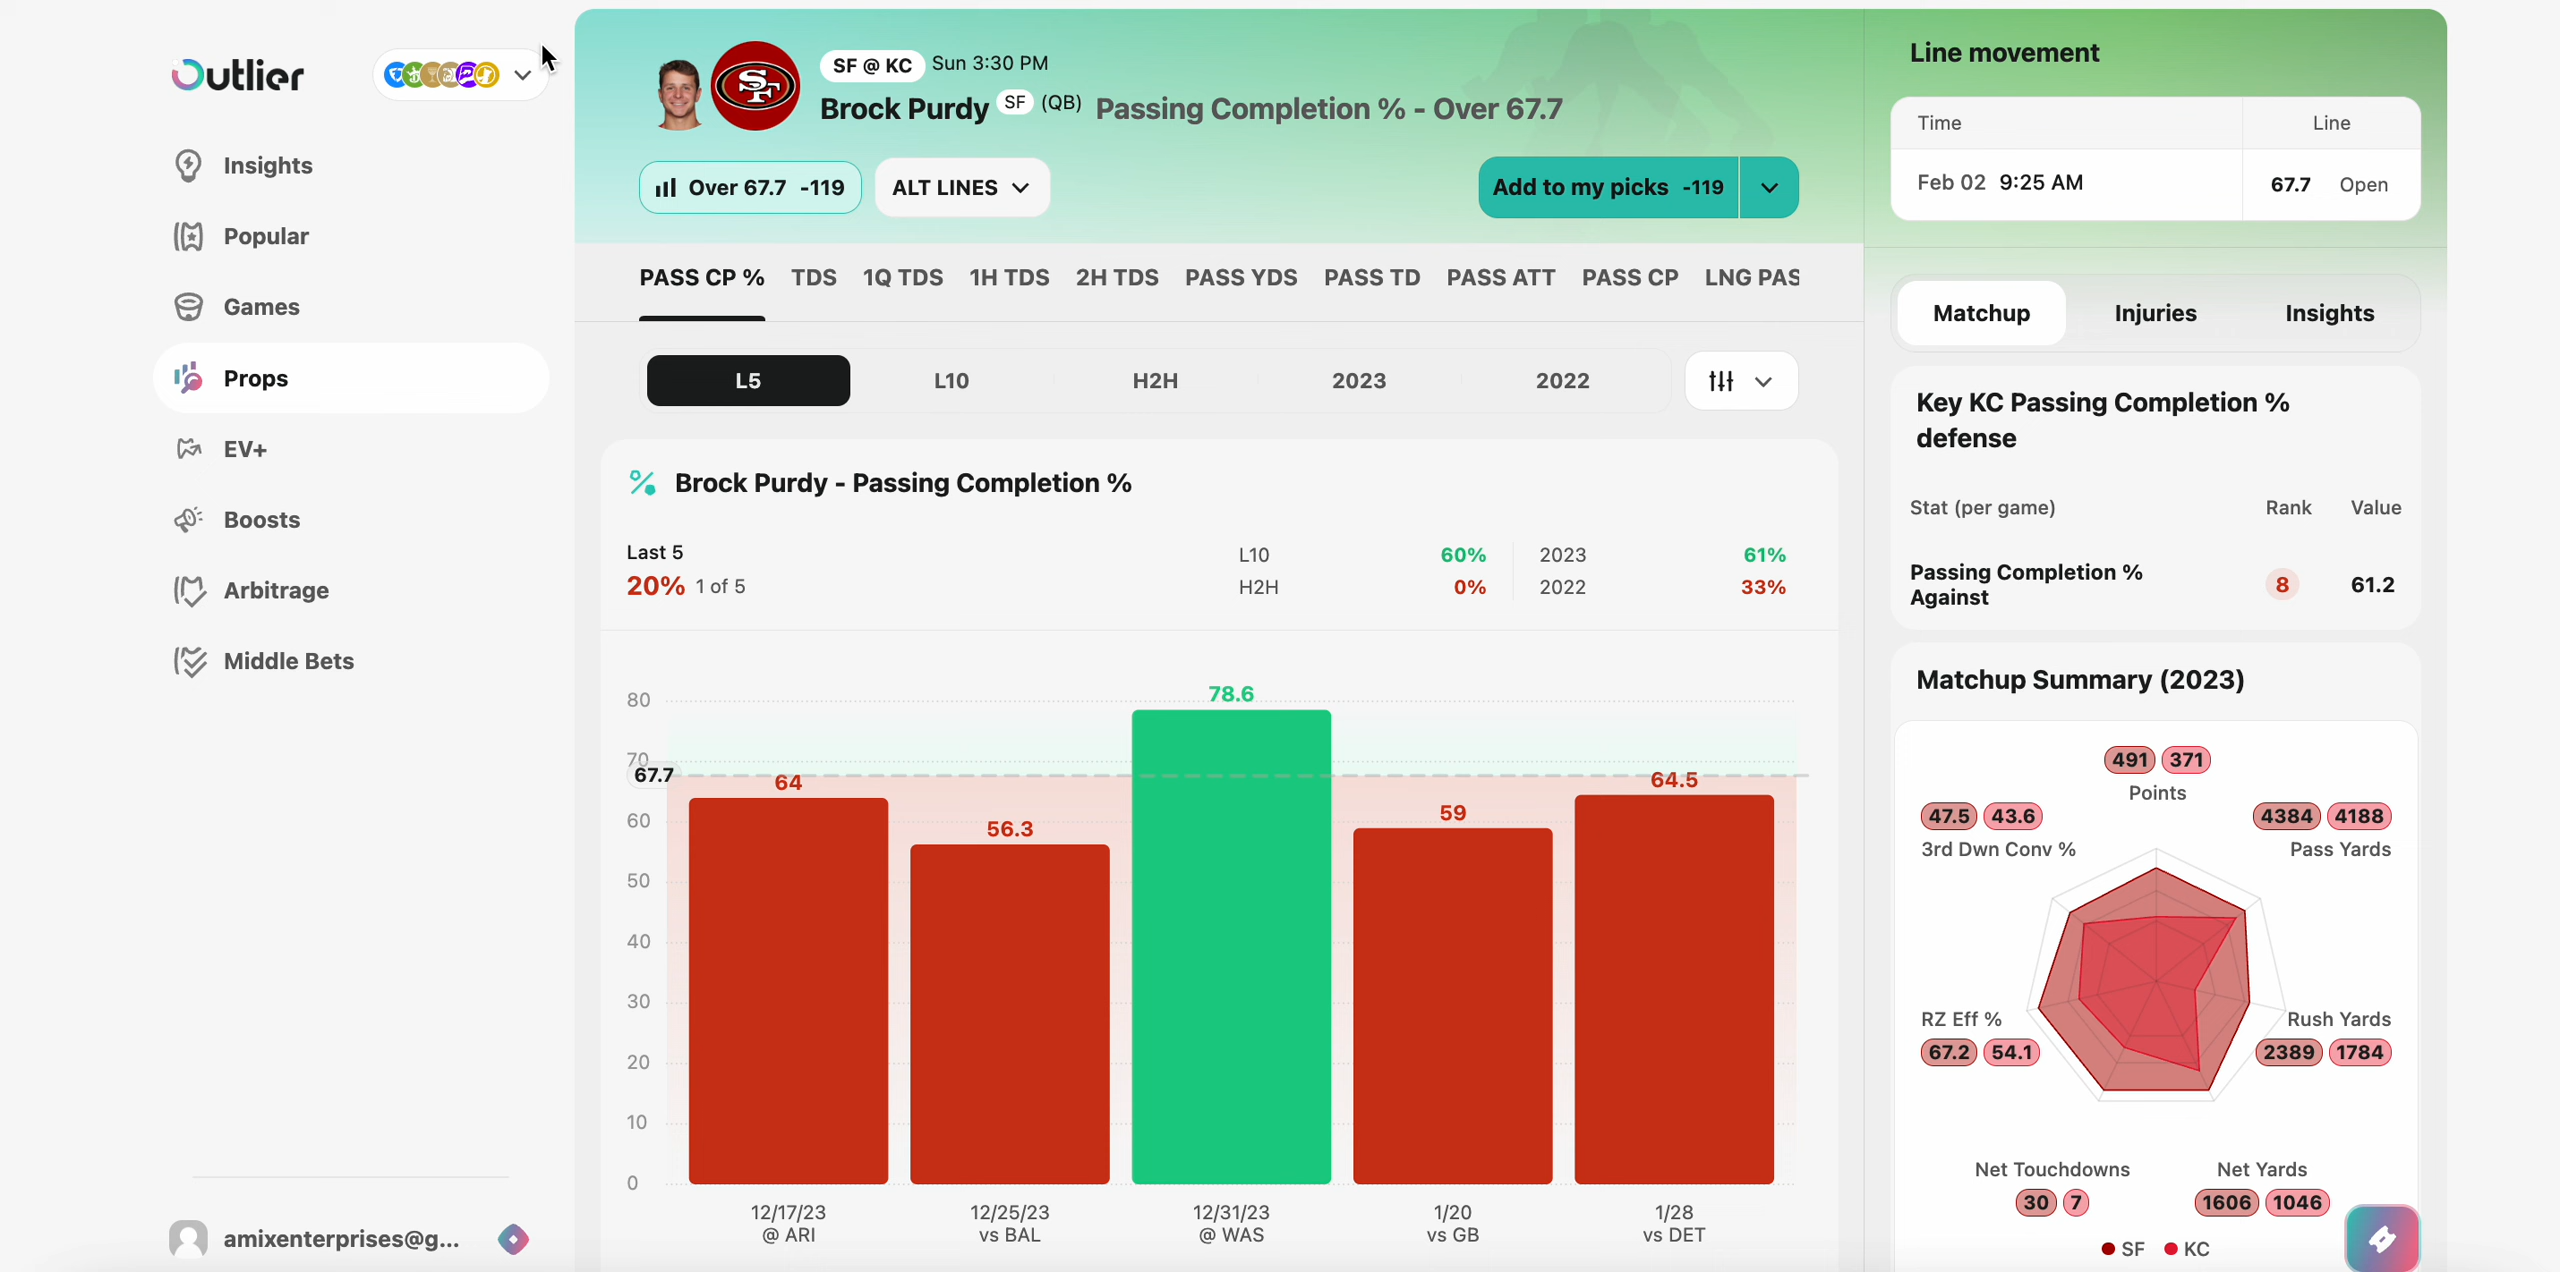 Outlier
Insights
Popular
Games
Props
EV+
Boosts
Arbitrage
Middle Bets
amixenterprises@g...
SF @ KC Sun 3:30 PM
Brock Purdy SF (QB) Passing Completion % - Over 67.7
Over 67.7 -119
ALT LINES
Add to my picks -119
PASS CP % TDS 1Q TDS 1H TDS 2H TDS PASS YDS PASS TD PASS ATT PASS CP LNG PAS
L5 L10 H2H 2023 2022
Brock Purdy - Passing Completion %
Last 5
20% 1 of 5
L10 60% 2023 61%
H2H 0% 2022 33%
80
70
67.7
60
50
40
30
20
10
0
64
56.3
78.6
59
64.5
12/17/23
@ ARI
12/25/23
vs BAL
12/31/23
@ WAS
1/20
vs GB
1/28
vs DET
Line movement
Time Line
Feb 02 9:25 AM 67.7 Open
Matchup Injuries Insights
Key KC Passing Completion %
defense
Stat (per game) Rank Value
Passing Completion %
Against
8 61.2
Matchup Summary (2023)
491 371
Points
47.5 43.6
3rd Dwn Conv %
4384 4188
Pass Yards
RZ Eff %
67.2 54.1
Rush Yards
2389 1784
Net Touchdowns
30 7
Net Yards
1606 1046
SF KC